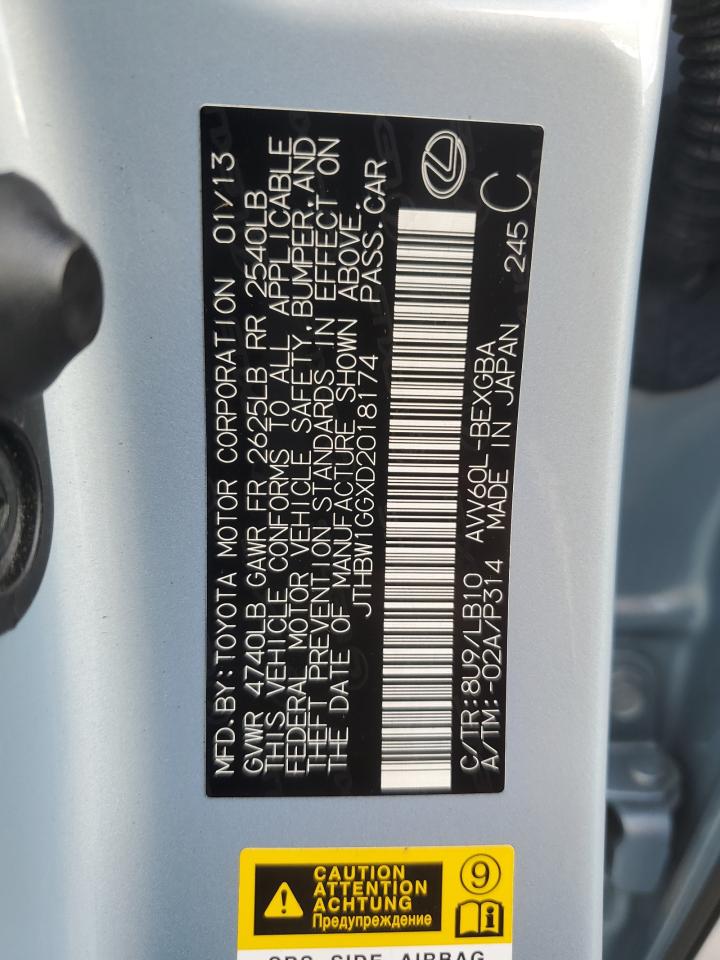 MFD.BY:TOYOTA MOTOR CORPORATION 01/13
GVWR 4740LB GAWR FR 2625LB RR 2540LB
THIS VEHICLE CONFORMS TO ALL APPLICABLE
FEDERAL MOTOR VEHICLE SAFETY,BUMPER,AND
THEFT PREVENTION STANDARDS IN EFFECT ON
THE DATE OF MANUFACTURE SHOWN ABOVE.
JTHBW1GGXD2018174 PASS.CAR
C/TR:8U9/LB10 AVV60L-BEXGBA 245 C
A/TM:-02A/P314 MADE IN JAPAN
CAUTION
ATTENTION
ACHTUNG
Предупреждение
9
i
SRS SIDE AIRBAG